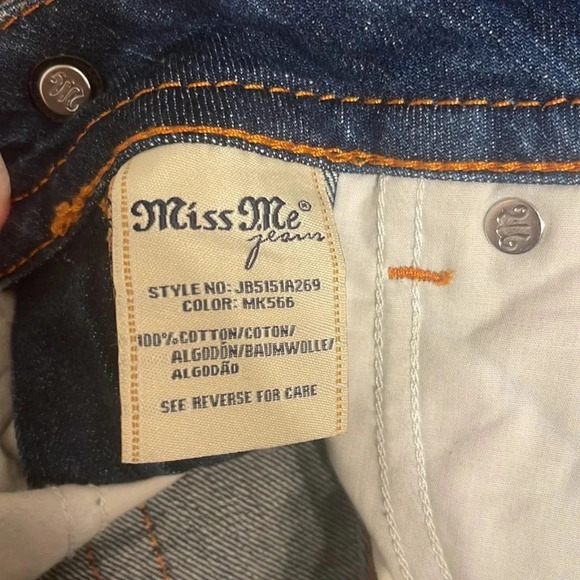 Miss Me®
jeans
STYLE NO: JB5151A269
COLOR: MK566
100%COTTON/COTON/
ALGODÓN/BAUMWOLLE/
ALGODÃO
SEE REVERSE FOR CARE